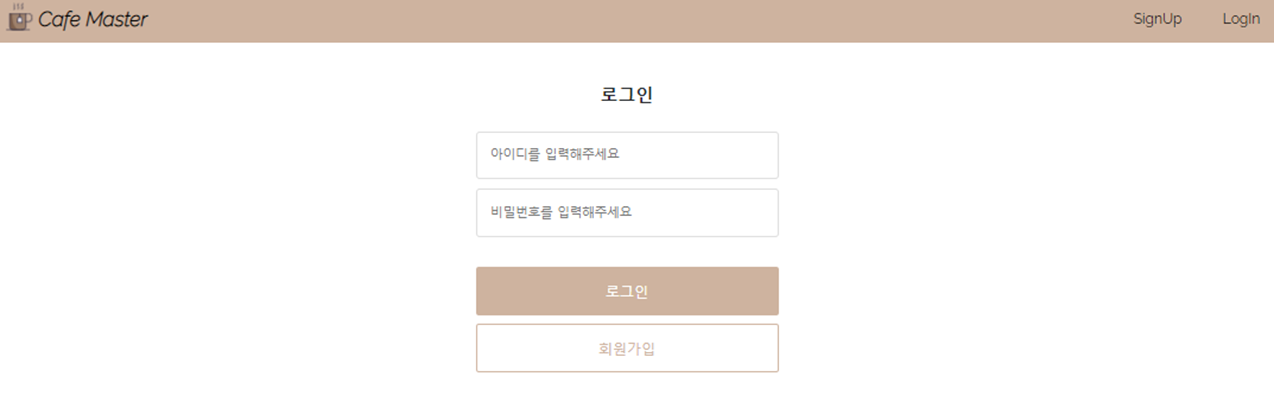 Cafe Master
SignUp
LogIn
로그인
아이디를 입력해주세요
비밀번호를 입력해주세요
로그인
회원가입